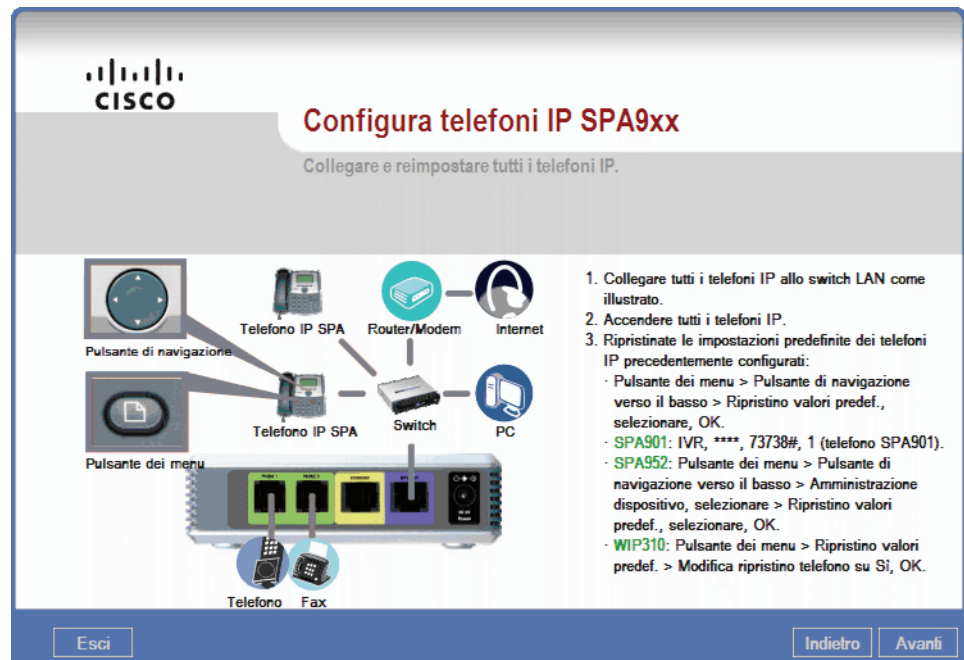 CISCO
Configura telefoni IP SPA9xx
Collegare e reimpostare tutti i telefoni IP.
Pulsante di navigazione
Telefono IP SPA
Router/Modem
Internet
Pulsante dei menu
Telefono IP SPA
Switch
PC
PHONE 1
PHONE 2
Power
Telefono
Fax
1. Collegare tutti i telefoni IP allo switch LAN come
illustrato.
2. Accendere tutti i telefoni IP.
3. Ripristinate le impostazioni predefinite dei telefoni
IP precedentemente configurati:
· Pulsante dei menu > Pulsante di navigazione
verso il basso > Ripristino valori predef.,
selezionare, OK.
· SPA901: IVR, ****, 73738#, 1 (telefono SPA901).
· SPA952: Pulsante dei menu > Pulsante di
navigazione verso il basso > Amministrazione
dispositivo, selezionare > Ripristino valori
predef., selezionare, OK.
· WIP310: Pulsante dei menu > Ripristino valori
predef. > Modifica ripristino telefono su Sì, OK.
Esci
Indietro
Avanti